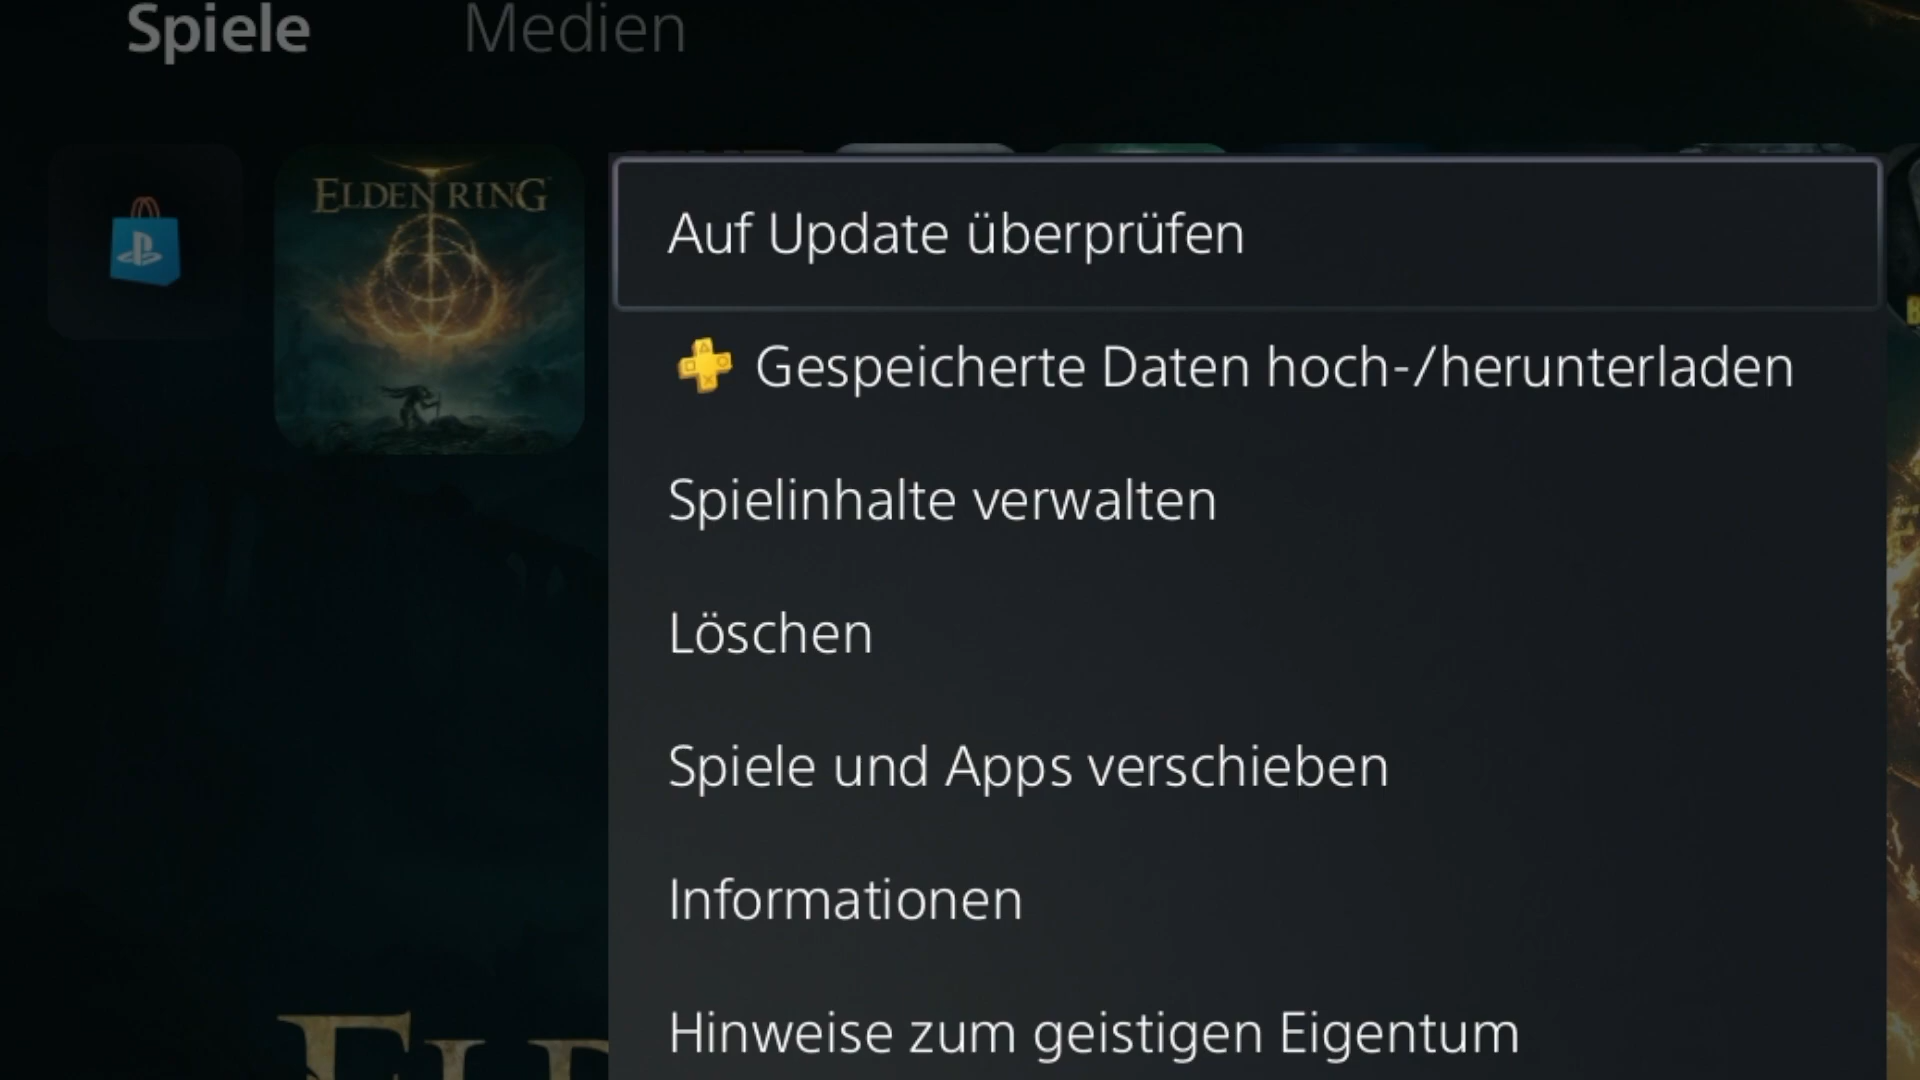 Spiele Medien
ELDEN RING
Auf Update überprüfen
Gespeicherte Daten hoch-/herunterladen
Spielinhalte verwalten
Löschen
Spiele und Apps verschieben
Informationen
Hinweise zum geistigen Eigentum